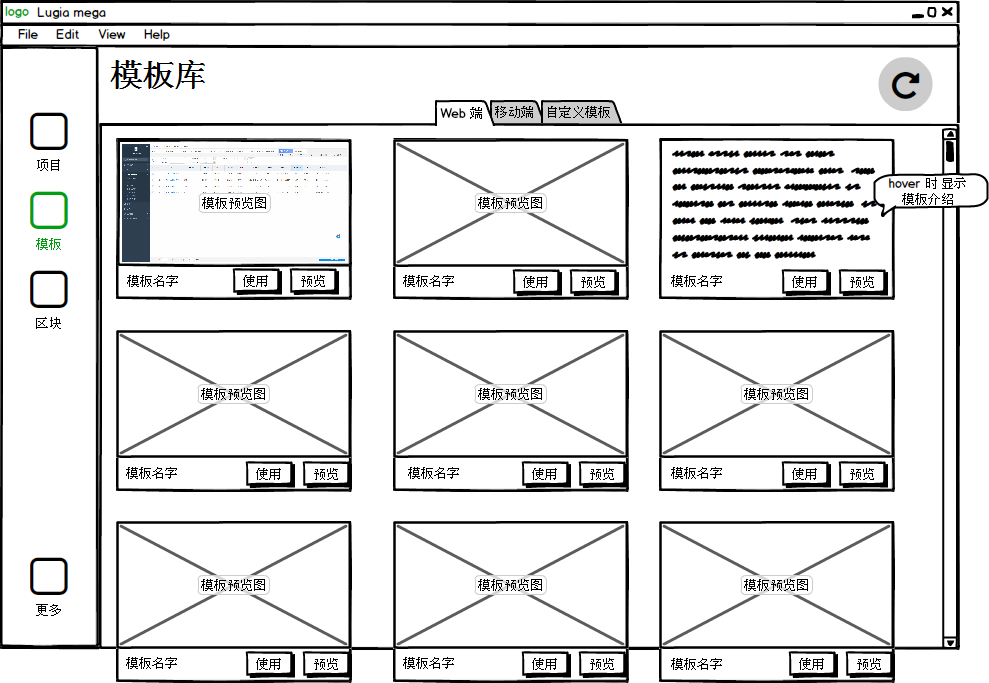 logo Lugia mega
File Edit View Help
模板库
Web 端 移动端 自定义模板
项目
模板
区块
更多
模板预览图
模板预览图
hover 时显示
模板介绍
模板名字 使用 预览
模板名字 使用 预览
模板名字 使用 预览
模板预览图
模板预览图
模板预览图
模板名字 使用 预览
模板名字 使用 预览
模板名字 使用 预览
模板预览图
模板预览图
模板预览图
模板名字 使用 预览
模板名字 使用 预览
模板名字 使用 预览